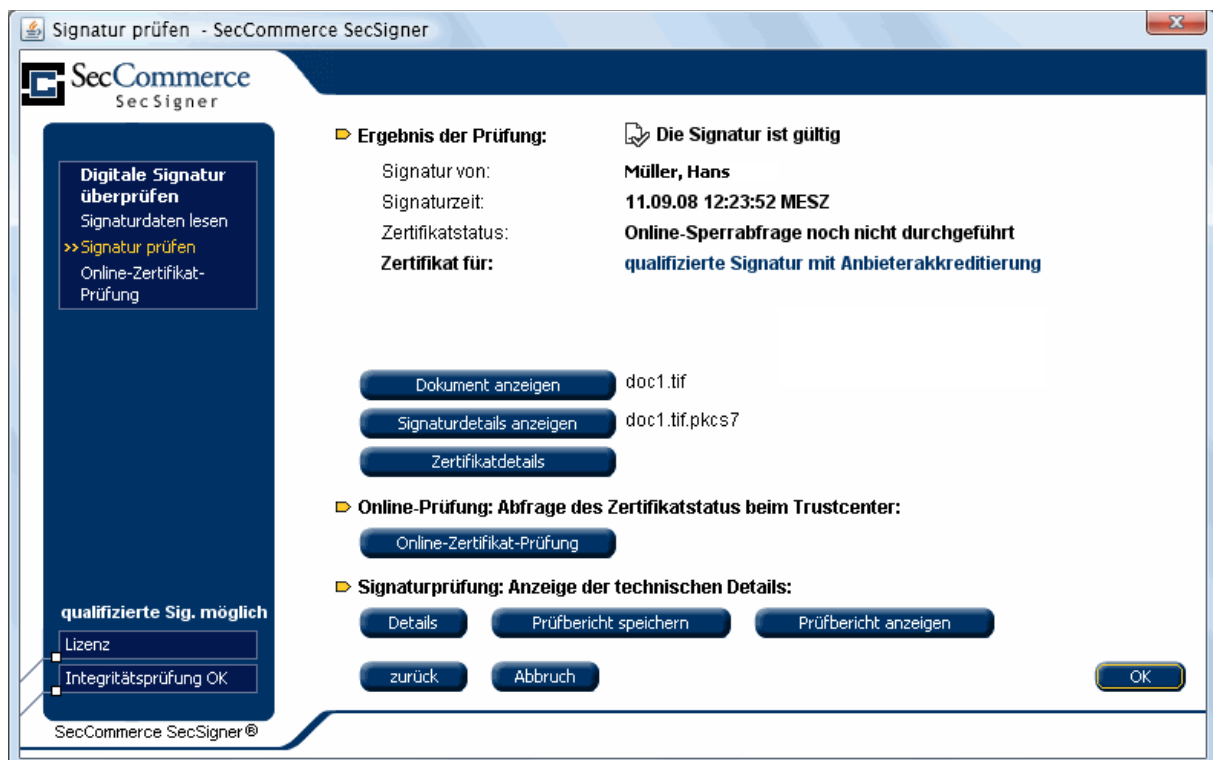 Signatur prüfen - SecCommerce SecSigner
SecCommerce
SecSigner
Digitale Signatur
überprüfen
Signaturdaten lesen
>>Signatur prüfen
Online-Zertifikat-
Prüfung
qualifizierte Sig. möglich
Lizenz
Integritätsprüfung OK
SecCommerce SecSigner®
Ergebnis der Prüfung: Die Signatur ist gültig
Signatur von: Müller, Hans
Signaturzeit: 11.09.08 12:23:52 MESZ
Zertifikatstatus: Online-Sperrabfrage noch nicht durchgeführt
Zertifikat für: qualifizierte Signatur mit Anbieterakkreditierung
Dokument anzeigen doc1.tif
Signaturdetails anzeigen doc1.tif.pkcs7
Zertifikatdetails
Online-Prüfung: Abfrage des Zertifikatstatus beim Trustcenter:
Online-Zertifikat-Prüfung
Signaturprüfung: Anzeige der technischen Details:
Details Prüfbericht speichern Prüfbericht anzeigen
zurück Abbruch OK